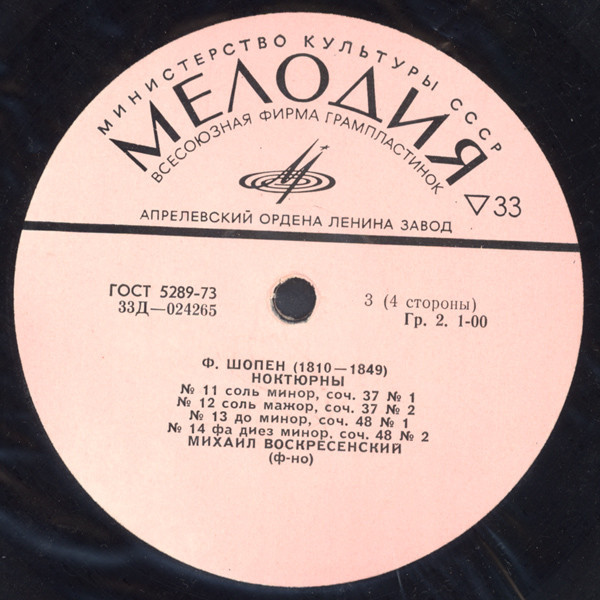 МИНИСТЕРСТВО КУЛЬТУРЫ СССР
МЕЛОДИЯ
ВСЕСОЮЗНАЯ ФИРМА ГРАМПЛАСТИНОК
▽33
АПРЕЛЕВСКИЙ ОРДЕНА ЛЕНИНА ЗАВОД
ГОСТ 5289-73
33Д—024265
3 (4 стороны)
Гр. 2. 1-00
Ф. ШОПЕН (1810—1849)
НОКТЮРНЫ
№ 11 соль минор, соч. 37 № 1
№ 12 соль мажор, соч. 37 № 2
№ 13 до минор, соч. 48 № 1
№ 14 фа диез минор, соч. 48 № 2
МИХАИЛ ВОСКРЕСЕНСКИЙ
(ф-но)